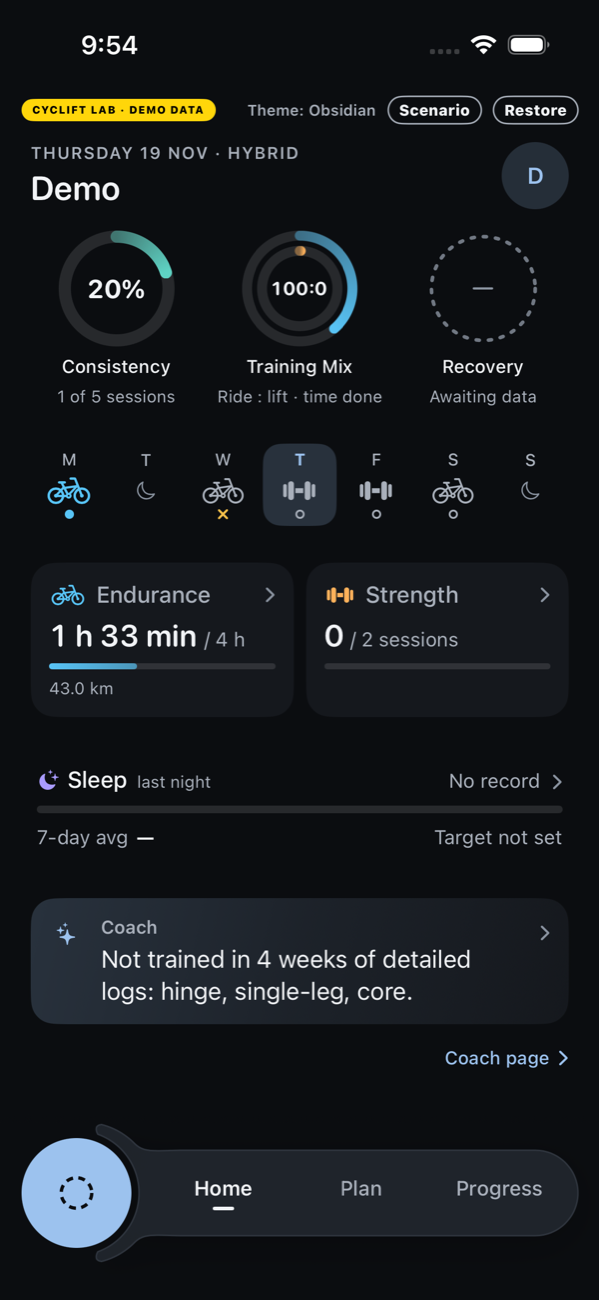 9:54
CYCLIFT LAB · DEMO DATA
Theme: Obsidian
Scenario
Restore
THURSDAY 19 NOV · HYBRID
Demo
D
20%
100:0
—
Consistency
Training Mix
Recovery
1 of 5 sessions
Ride : lift · time done
Awaiting data
M T W T F S S
Endurance
1 h 33 min / 4 h
43.0 km
Strength
0 / 2 sessions
Sleep last night
No record
7-day avg —
Target not set
Coach
Not trained in 4 weeks of detailed
logs: hinge, single-leg, core.
Coach page
Home
Plan
Progress